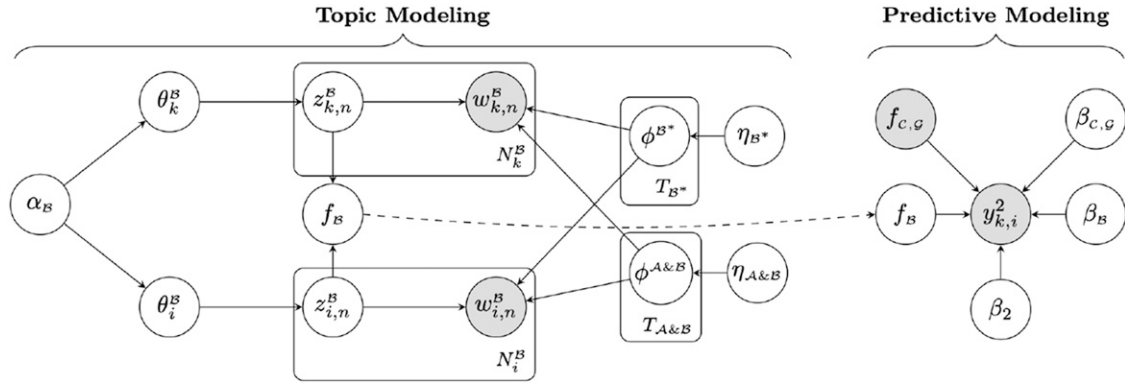 Topic Modeling
Predictive Modeling
θ_k^ℬ
z_{k,n}^ℬ
w_{k,n}^ℬ
N_k^ℬ
ϕ^{ℬ*}
T_{ℬ*}
η_{ℬ*}
f_{𝒞,𝒢}
β_{𝒞,𝒢}
α_ℬ
f_ℬ
f_ℬ
y_{k,i}^2
β_ℬ
θ_i^ℬ
z_{i,n}^ℬ
w_{i,n}^ℬ
N_i^ℬ
ϕ^{𝒜&ℬ}
T_{𝒜&ℬ}
η_{𝒜&ℬ}
β_2